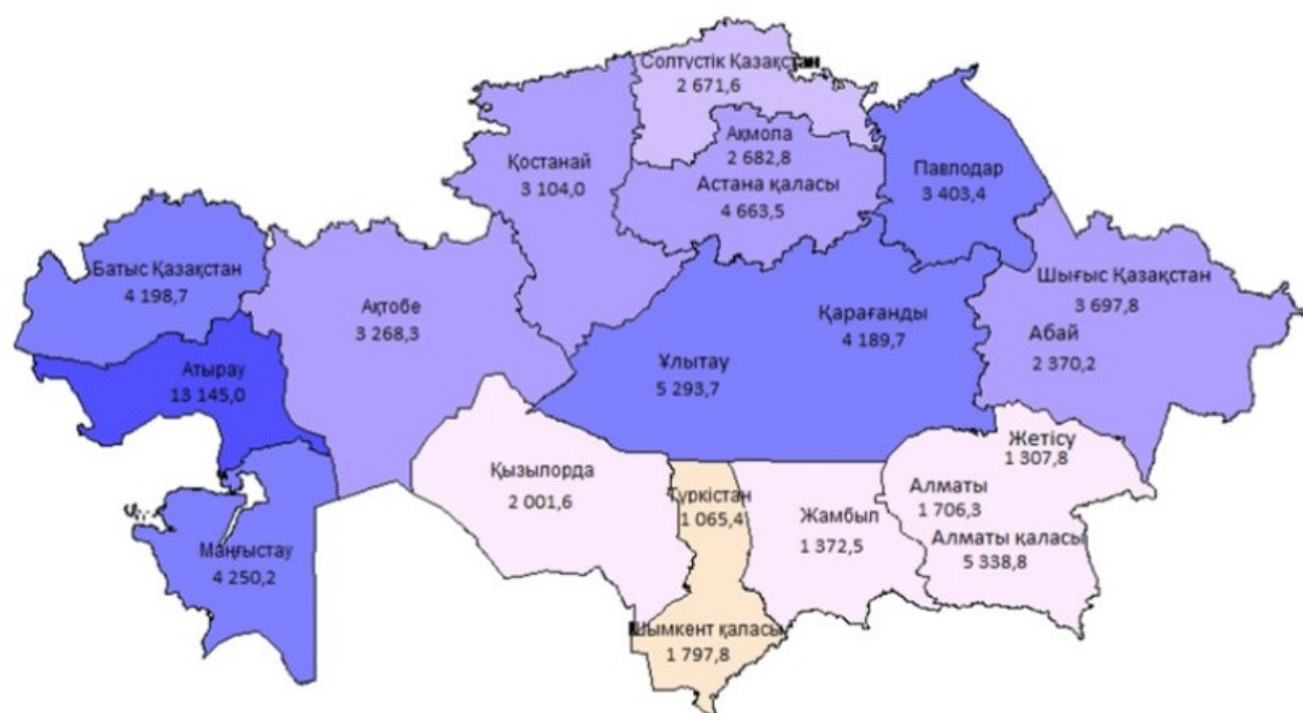 Солтүстік Қазақстан
2 671,6
Ақмола
2 682,8
Астана қаласы
4 663,5
Қостанай
3 104,0
Павлодар
3 403,4
Батыс Қазақстан
4 198,7
Ақтобе
3 268,3
Атырау
13 145,0
Маңғыстау
4 250,2
Қарағанды
4 189,7
Ұлытау
5 293,7
Шығыс Қазақстан
3 697,8
Абай
2 370,2
Қызылорда
2 001,6
Түркістан
1 065,4
Шымкент қаласы
1 797,8
Жамбыл
1 372,5
Жетісу
1 307,8
Алматы
1 706,3
Алматы қаласы
5 338,8